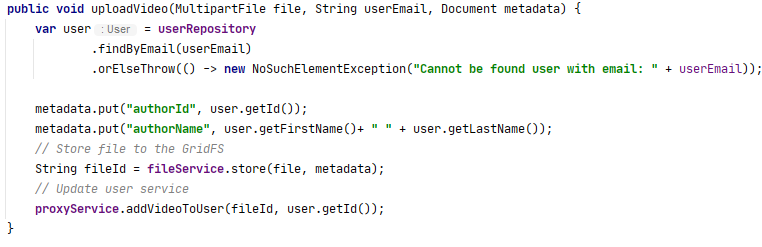 public void uploadVideo(MultipartFile file, String userEmail, Document metadata) {
    var user : User = userRepository
            .findByEmail(userEmail)
            .orElseThrow(() -> new NoSuchElementException("Cannot be found user with email: " + userEmail));

    metadata.put("authorId", user.getId());
    metadata.put("authorName", user.getFirstName()+ " " + user.getLastName());
    // Store file to the GridFS
    String fileId = fileService.store(file, metadata);
    // Update user service
    proxyService.addVideoToUser(fileId, user.getId());
}